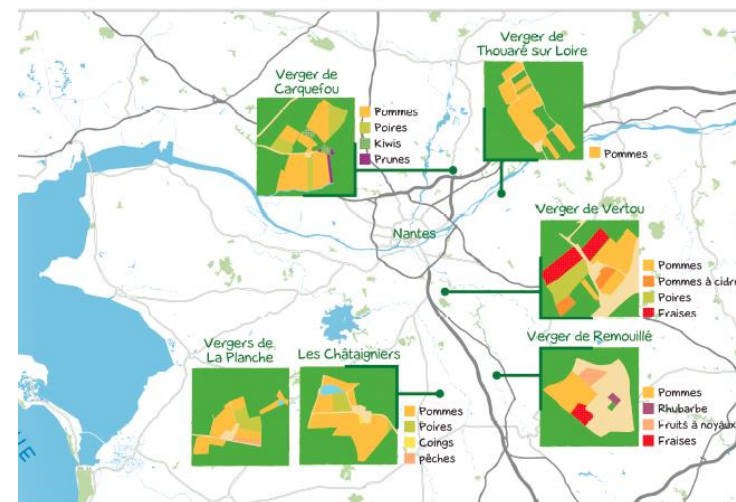 Verger de
Thouaré sur Loire
Pommes
Verger de
Carquefou
Pommes
Poires
Kiwis
Prunes
Nantes
Verger de Vertou
Pommes
Pommes à cidre
Poires
Fraises
Vergers de
La Planche
Les Châtaigniers
Pommes
Poires
Coings
pêches
Verger de Remouillé
Pommes
Rhubarbe
Fruits à noyaux
Fraises